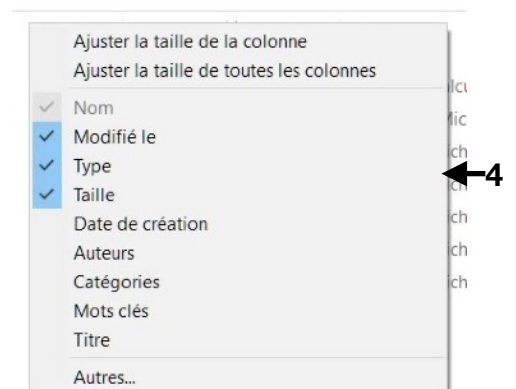 Ajuster la taille de la colonne
Ajuster la taille de toutes les colonnes
Nom
Modifié le
Type
Taille
Date de création
Auteurs
Catégories
Mots clés
Titre
Autres...
4